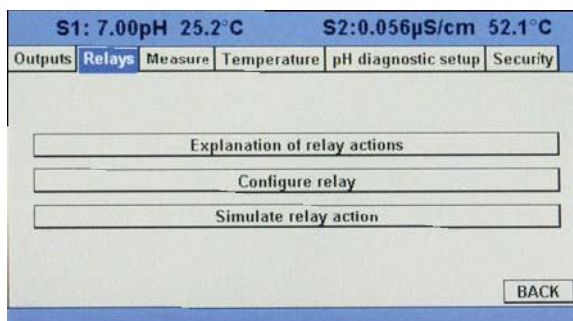 S1: 7.00pH 25.2°C S2:0.056µS/cm 52.1°C
Outputs Relays Measure Temperature pH diagnostic setup Security
Explanation of relay actions
Configure relay
Simulate relay action
BACK